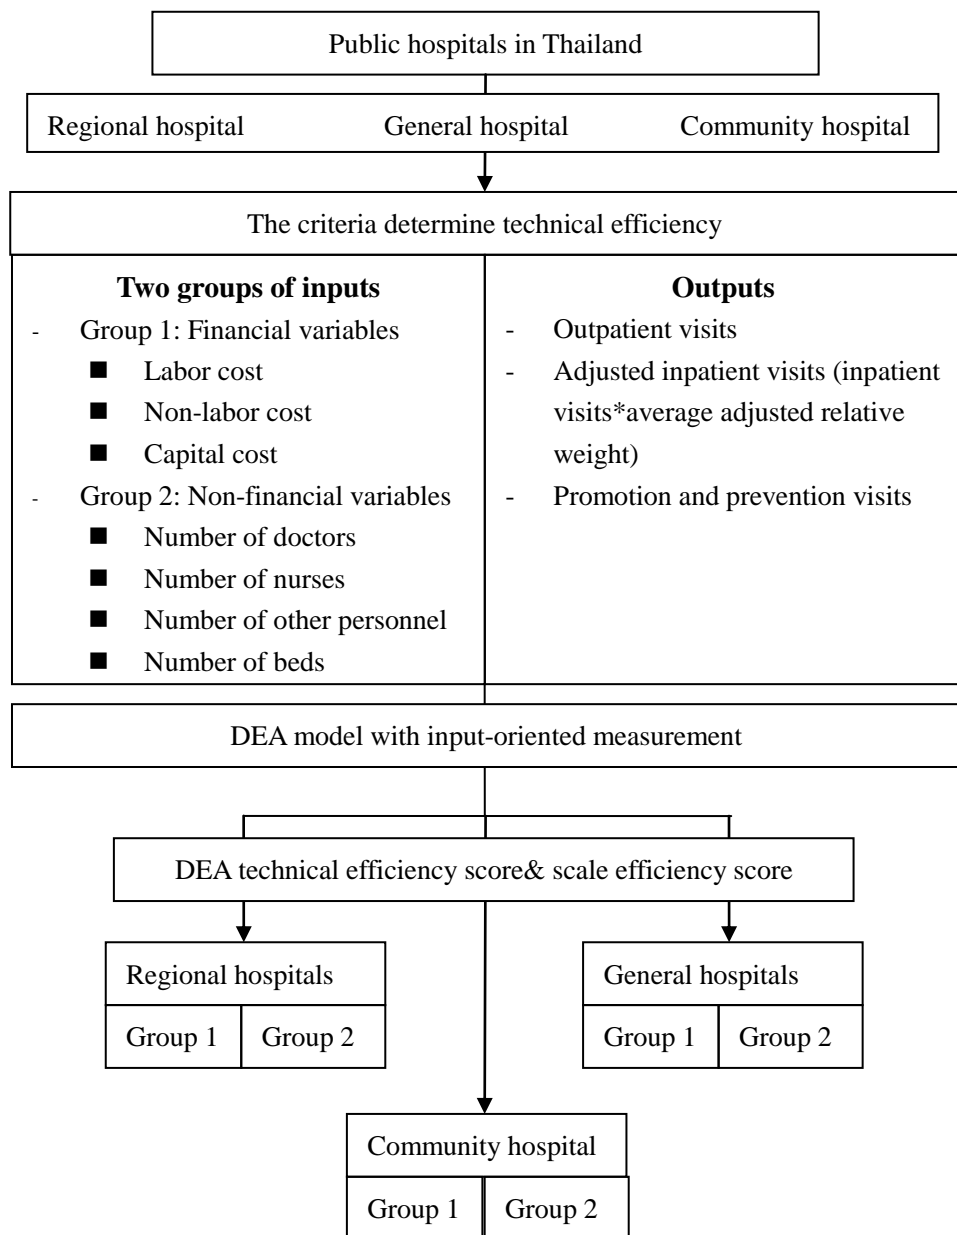 Public hospitals in Thailand
Regional hospital General hospital Community hospital
The criteria determine technical efficiency
Two groups of inputs
- Group 1: Financial variables
■ Labor cost
■ Non-labor cost
■ Capital cost
- Group 2: Non-financial variables
■ Number of doctors
■ Number of nurses
■ Number of other personnel
■ Number of beds
Outputs
- Outpatient visits
- Adjusted inpatient visits (inpatient
visits*average adjusted relative
weight)
- Promotion and prevention visits
DEA model with input-oriented measurement
DEA technical efficiency score& scale efficiency score
Regional hospitals
Group 1 Group 2
General hospitals
Group 1 Group 2
Community hospital
Group 1 Group 2